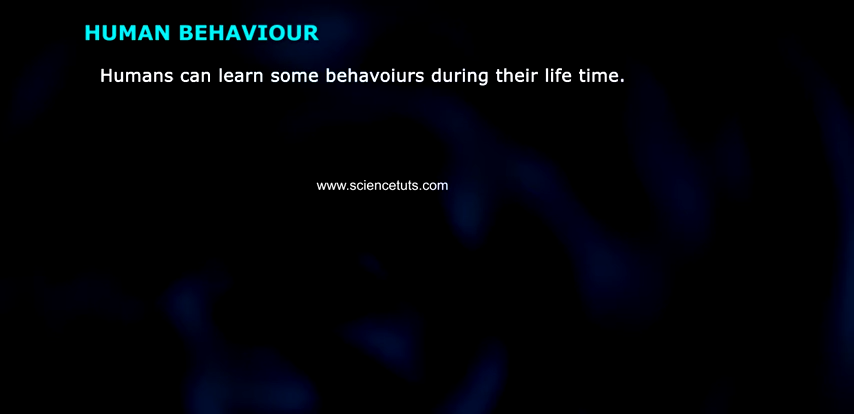 HUMAN BEHAVIOUR
Humans can learn some behavoiurs during their life time.
www.sciencetuts.com